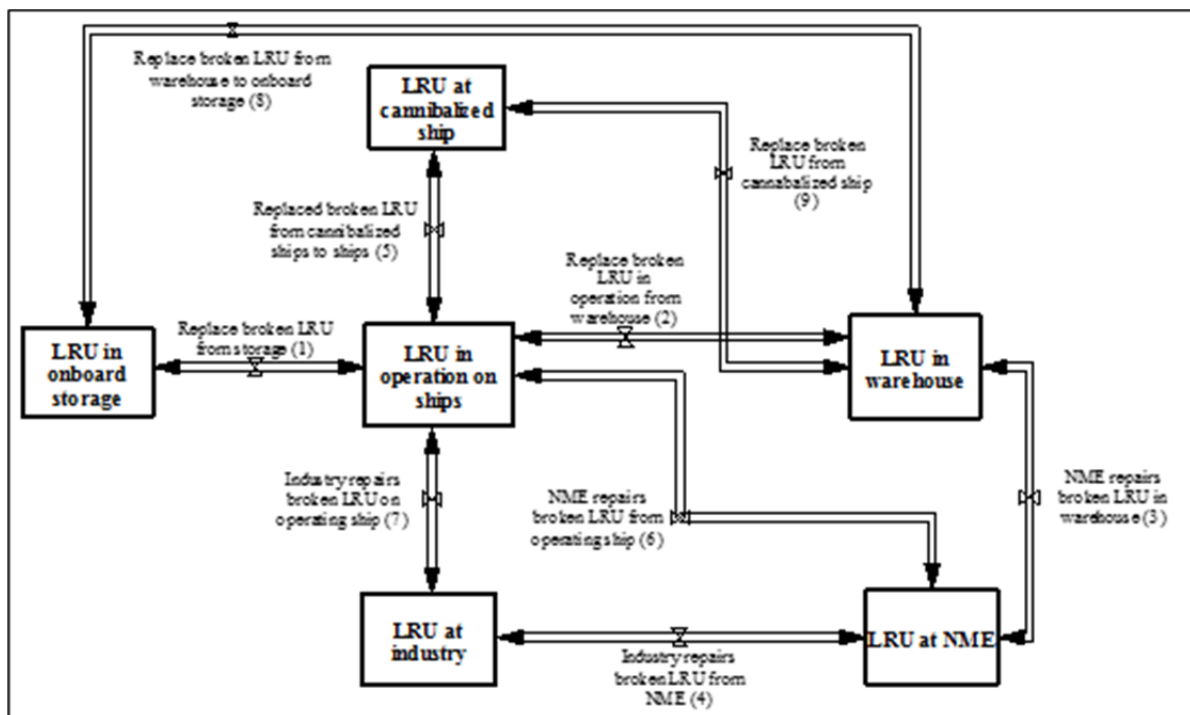 Replace broken LRU from
warehouse to onboard
storage (8)
LRU at
cannibalized
ship
Replace broken
LRU from
cannabalized ship
(9)
Replaced broken LRU
from cannibalized
ships to ships (5)
Replace broken
LRU in
operation from
warehouse (2)
Replace broken LRU
from storage (1)
LRU in
onboard
storage
LRU in
operation on
ships
LRU in
warehouse
Industry repairs
broken LRU on
operating ship (7)
NME repairs
broken LRU from
operating ship (6)
NME repairs
broken LRU in
warehouse (3)
LRU at
industry
LRU at NME
Industry repairs
broken LRU from
NME (4)